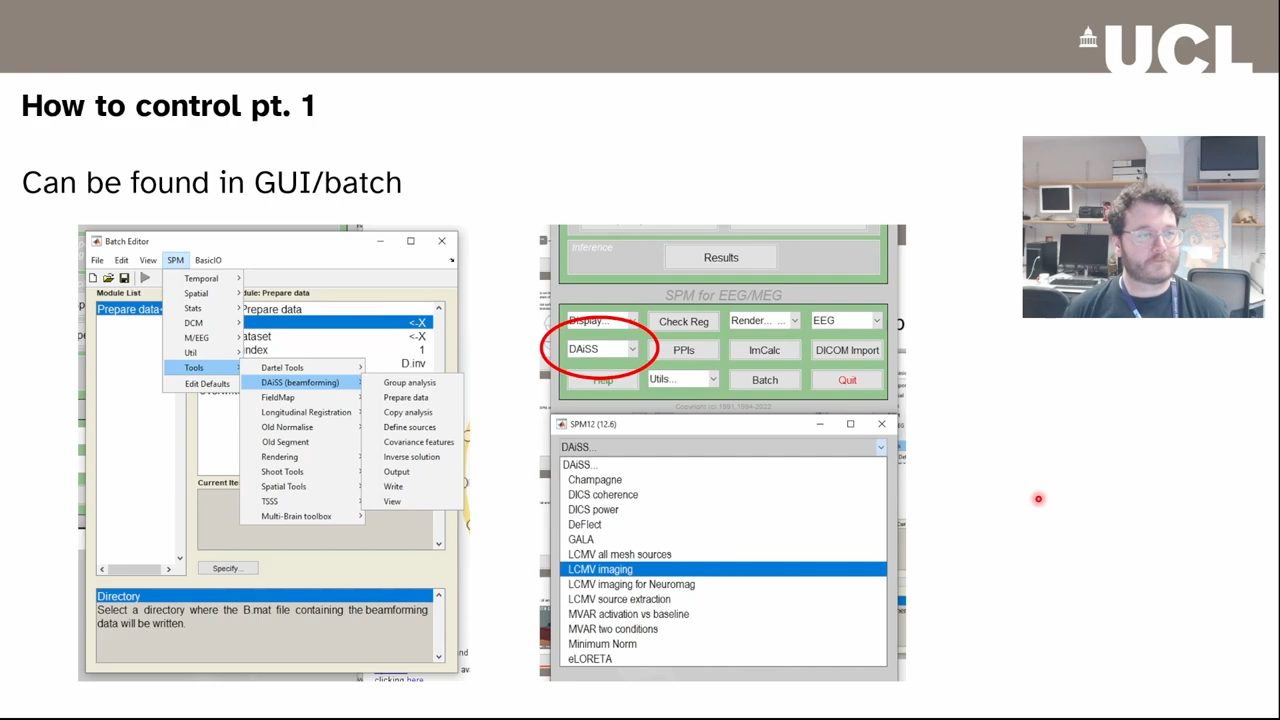 UCL
How to control pt. 1
Can be found in GUI/batch
Batch Editor
File Edit View SPM BasicIO
Module List
Prepare data
Temporal
Spatial
Stats
DCM
M/EEG
Util
Tools
Edit Defaults
dule: Prepare data
Prepare data
<-X
ataset <-X
ndex 1
D.inv
Dartel Tools
DAiSS (beamforming)
FieldMap
Longitudinal Registration
Old Normalise
Old Segment
Rendering
Shoot Tools
Spatial Tools
TSSS
Multi-Brain toolbox
Group analysis
Prepare data
Copy analysis
Define sources
Covariance features
Inverse solution
Output
Write
View
Current Ite
Specify...
Directory
Select a directory where the B.mat file containing the beamforming
data will be written.
clicking here.
Inference
Results
SPM for EEG/MEG
Display... Check Reg Render... ... EEG
DAiSS PPIs ImCalc DICOM Import
Help Utils... Batch Quit
Copyright (c) 1991,1994-2022
SPM12 (12.6)
DAiSS...
DAiSS...
Champagne
DICS coherence
DICS power
DeFlect
GALA
LCMV all mesh sources
LCMV imaging
LCMV imaging for Neuromag
LCMV source extraction
MVAR activation vs baseline
MVAR two conditions
Minimum Norm
eLORETA